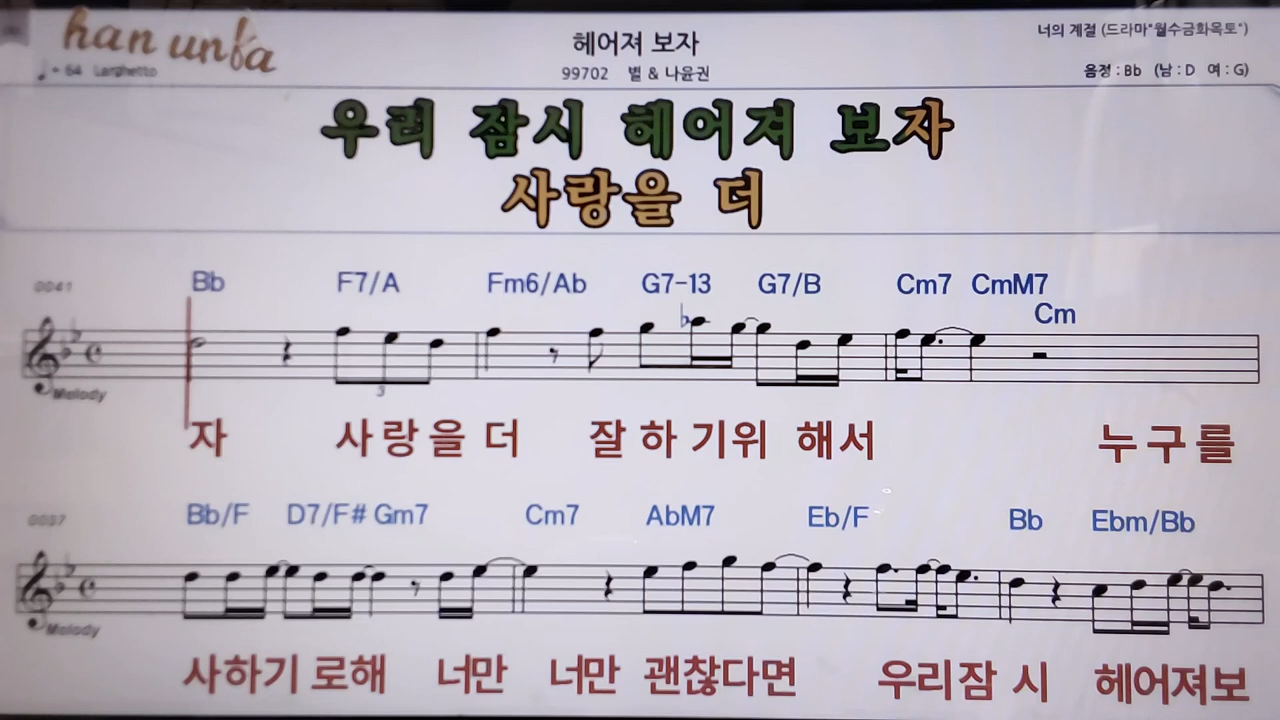 han unfa
♩= 64 Larghetto
헤어져 보자
99702 별 & 나윤권
너의 계절 (드라마"월수금화목토")
음정 : Bb (남 : D 여 : G)
우리 잠시 헤어져 보자
사랑을 더
0041
Bb F7/A Fm6/Ab G7-13 G7/B Cm7 CmM7
Cm
3
Melody
자 사랑을 더 잘하 기위 해서 누구를
0037
Bb/F D7/F# Gm7 Cm7 AbM7 Eb/F Bb Ebm/Bb
Melody
사하기 로해 너만 너만 괜찮다면 우리잠 시 헤어져보